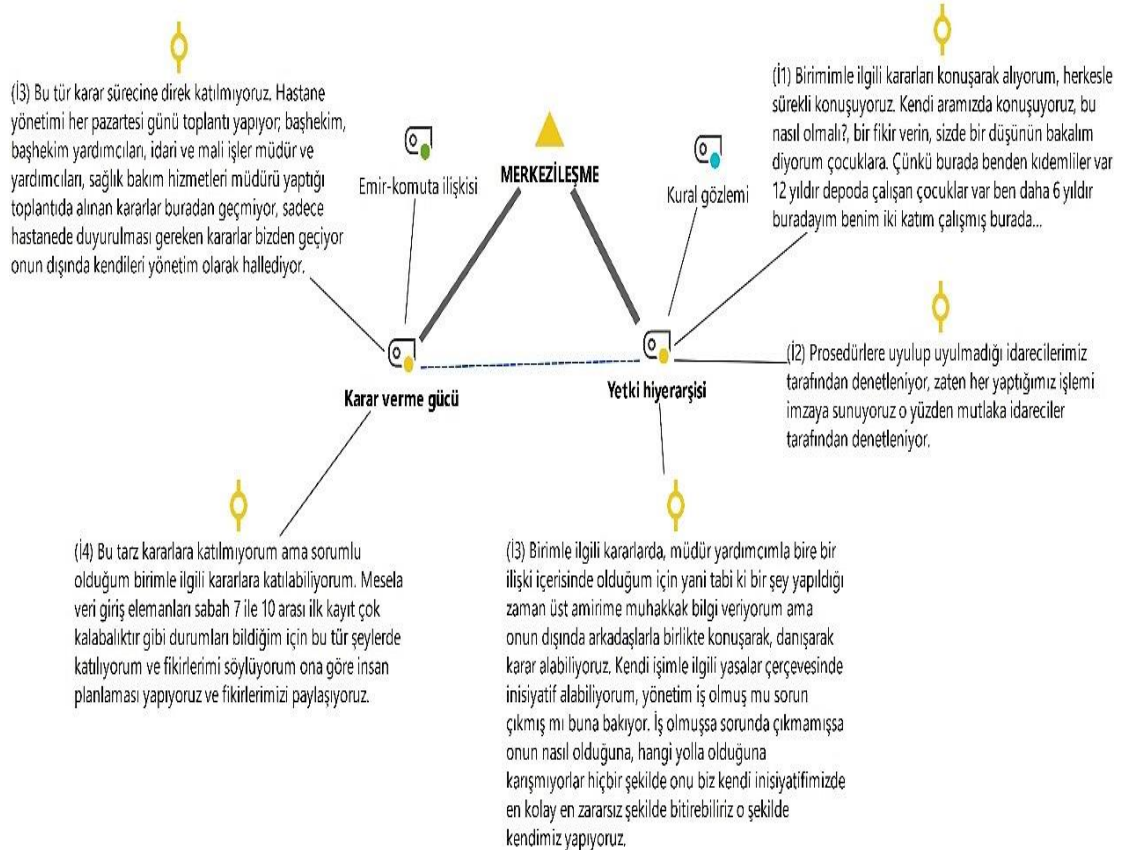 (İ3) Bu tür karar sürecine direk katılmıyoruz. Hastane
yönetimi her pazartesi günü toplantı yapıyor; başhekim,
başhekim yardımcıları, idari ve mali işler müdür ve
yardımcıları, sağlık bakım hizmetleri müdürü yaptığı
toplantıda alınan kararlar buradan geçmiyor, sadece
hastanede duyurulması gereken kararlar bizden geçiyor
onun dışında kendileri yönetim olarak hallediyor.
Emir-komuta ilişkisi
MERKEZİLEŞME
Kural gözlemi
(İ1) Birimimle ilgili kararları konuşarak alıyorum, herkesle
sürekli konuşuyoruz. Kendi aramızda konuşuyoruz, bu
nasıl olmalı?, bir fikir verin, sizde bir düşünün bakalım
diyorum çocuklara. Çünkü burada benden kıdemliler var
12 yıldır depoda çalışan çocuklar var ben daha 6 yıldır
buradayım benim iki katım çalışmış burada...
Karar verme gücü
Yetki hiyerarşisi
(İ2) Prosedürlere uyulup uyulmadığı idarecilerimiz
tarafından denetleniyor, zaten her yaptığımız işlemi
imzaya sunuyoruz o yüzden mutlaka idareciler
tarafından denetleniyor.
(İ4) Bu tarz kararlara katılmıyorum ama sorumlu
olduğum birimle ilgili kararlara katılabiliyorum. Mesela
veri giriş elemanları sabah 7 ile 10 arası ilk kayıt çok
kalabalıktır gibi durumları bildiğim için bu tür şeylerde
katılıyorum ve fikirlerimi söylüyorum ona göre insan
planlaması yapıyoruz ve fikirlerimizi paylaşıyoruz.
(İ3) Birimle ilgili kararlarda, müdür yardımcımla bire bir
ilişki içerisinde olduğum için yani tabi ki bir şey yapıldığı
zaman üst amirime muhakkak bilgi veriyorum ama
onun dışında arkadaşlarla birlikte konuşarak, danışarak
karar alabiliyoruz. Kendi işimle ilgili yasalar çerçevesinde
inisiyatif alabiliyorum, yönetim iş olmuş mu sorun
çıkmış mı buna bakıyor. İş olmuşsa sorunda çıkmamışsa
onun nasıl olduğuna, hangi yolla olduğuna
karışmıyorlar hiçbir şekilde onu biz kendi inisiyatifimizde
en kolay en zararsız şekilde bitirebiliriz o şekilde
kendimiz yapıyoruz.